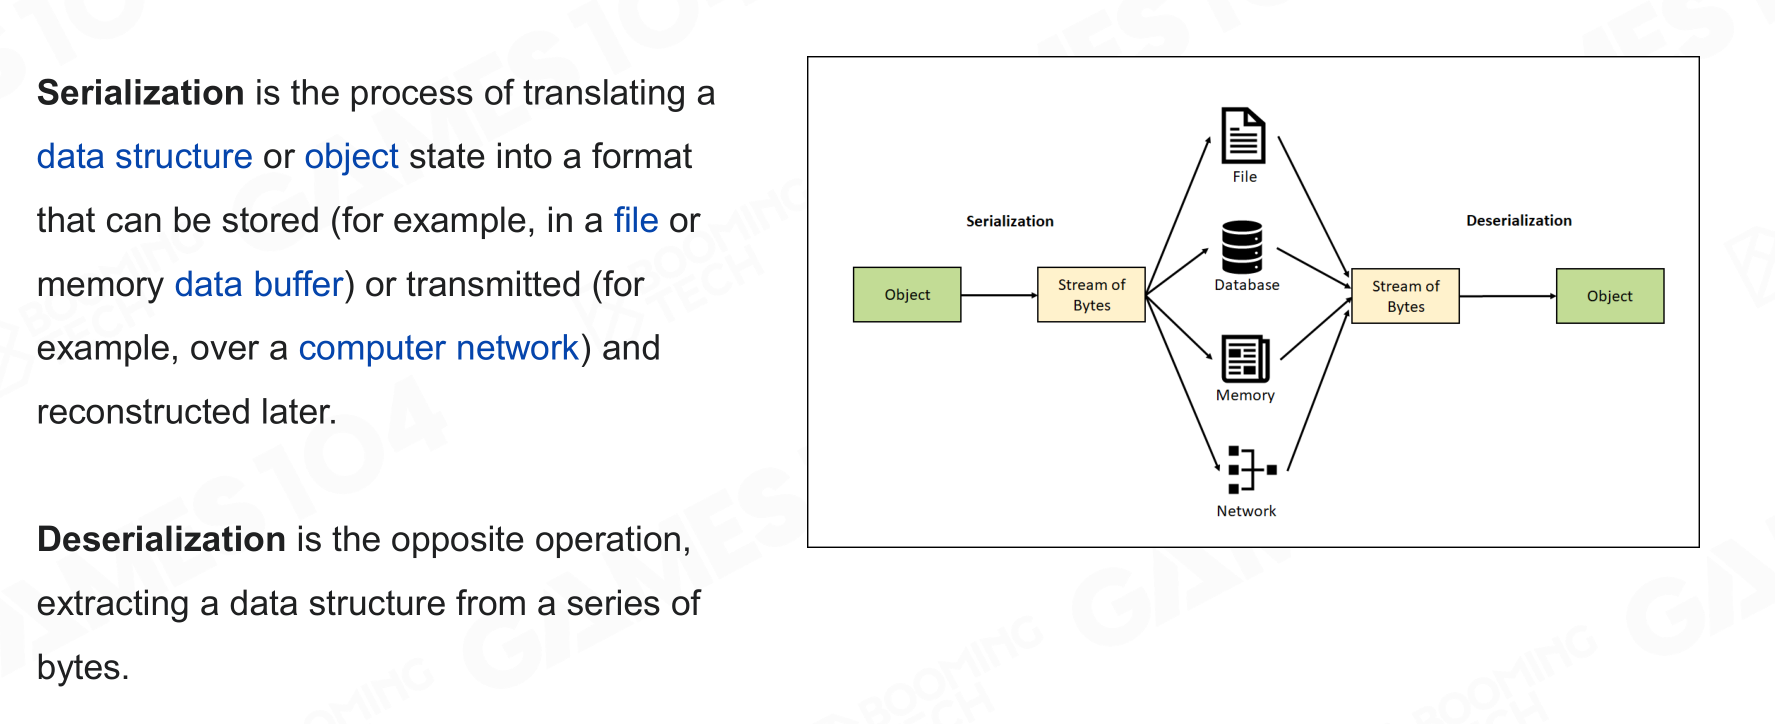 Serialization is the process of translating a
data structure or object state into a format
that can be stored (for example, in a file or
memory data buffer) or transmitted (for
example, over a computer network) and
reconstructed later.
Deserialization is the opposite operation,
extracting a data structure from a series of
bytes.
File
Serialization
Deserialization
Database
Object
Stream of
Bytes
Stream of
Bytes
Object
Memory
Network
GAMES104
BOOMING
TECH